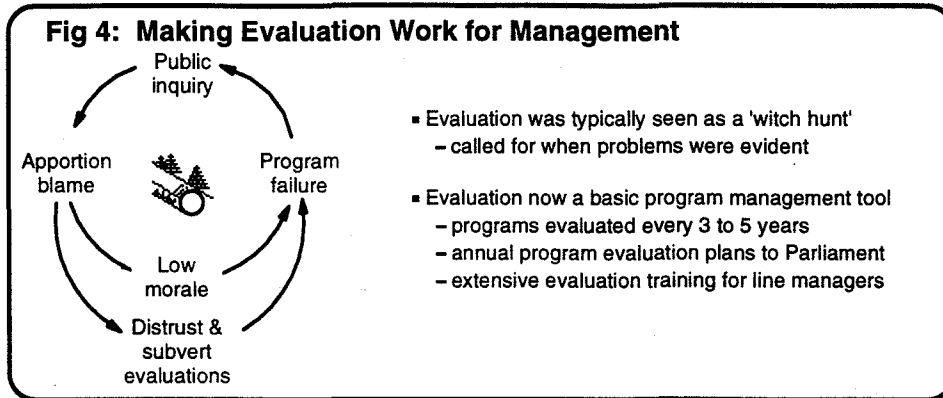 Fig 4: Making Evaluation Work for Management
Public
inquiry
Apportion
blame
Program
failure
Low
morale
Distrust &
subvert
evaluations
▪ Evaluation was typically seen as a 'witch hunt'
– called for when problems were evident
▪ Evaluation now a basic program management tool
– programs evaluated every 3 to 5 years
– annual program evaluation plans to Parliament
– extensive evaluation training for line managers